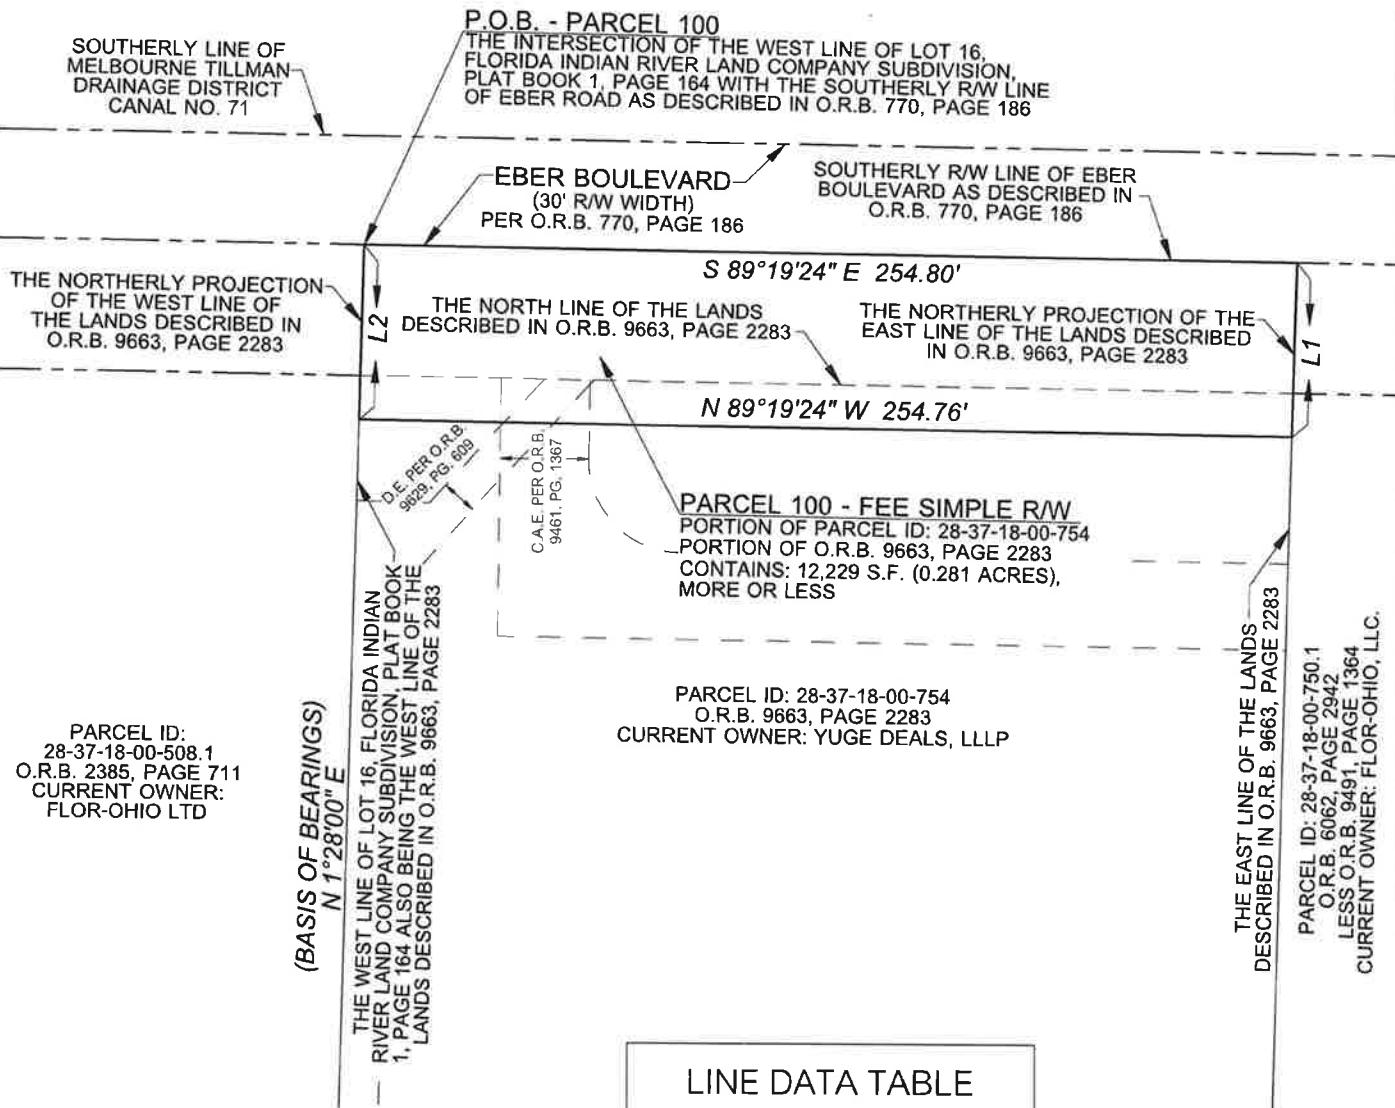 P.O.B. - PARCEL 100
THE INTERSECTION OF THE WEST LINE OF LOT 16,
FLORIDA INDIAN RIVER LAND COMPANY SUBDIVISION,
PLAT BOOK 1, PAGE 164 WITH THE SOUTHERLY R/W LINE
OF EBER ROAD AS DESCRIBED IN O.R.B. 770, PAGE 186
SOUTHERLY LINE OF
MELBOURNE TILLMAN
DRAINAGE DISTRICT
CANAL NO. 71
EBER BOULEVARD
(30' R/W WIDTH)
PER O.R.B. 770, PAGE 186
SOUTHERLY R/W LINE OF EBER
BOULEVARD AS DESCRIBED IN
O.R.B. 770, PAGE 186
S 89°19'24" E 254.80'
THE NORTHERLY PROJECTION
OF THE WEST LINE OF
THE LANDS DESCRIBED IN
O.R.B. 9663, PAGE 2283
L2
THE NORTH LINE OF THE LANDS
DESCRIBED IN O.R.B. 9663, PAGE 2283
THE NORTHERLY PROJECTION OF THE
EAST LINE OF THE LANDS DESCRIBED
IN O.R.B. 9663, PAGE 2283
L1
N 89°19'24" W 254.76'
D.E. PER O.R.B.
9629, PG. 609
C.A.E. PER O.R.B.
9461, PG. 1367
PARCEL 100 - FEE SIMPLE R/W
PORTION OF PARCEL ID: 28-37-18-00-754
PORTION OF O.R.B. 9663, PAGE 2283
CONTAINS: 12,229 S.F. (0.281 ACRES),
MORE OR LESS
PARCEL ID: 28-37-18-00-754
O.R.B. 9663, PAGE 2283
CURRENT OWNER: YUGE DEALS, LLLP
PARCEL ID:
28-37-18-00-508.1
O.R.B. 2385, PAGE 711
CURRENT OWNER:
FLOR-OHIO LTD
(BASIS OF BEARINGS)
N 1°28'00" E
THE WEST LINE OF LOT 16, FLORIDA INDIAN
RIVER LAND COMPANY SUBDIVISION, PLAT BOOK
1, PAGE 164 ALSO BEING THE WEST LINE OF THE
LANDS DESCRIBED IN O.R.B. 9663, PAGE 2283
THE EAST LINE OF THE LANDS
DESCRIBED IN O.R.B. 9663, PAGE 2283
PARCEL ID: 28-37-18-00-750.1
O.R.B. 6062, PAGE 2942
LESS O.R.B. 9491, PAGE 1364
CURRENT OWNER: FLOR-OHIO, LLC.
LINE DATA TABLE